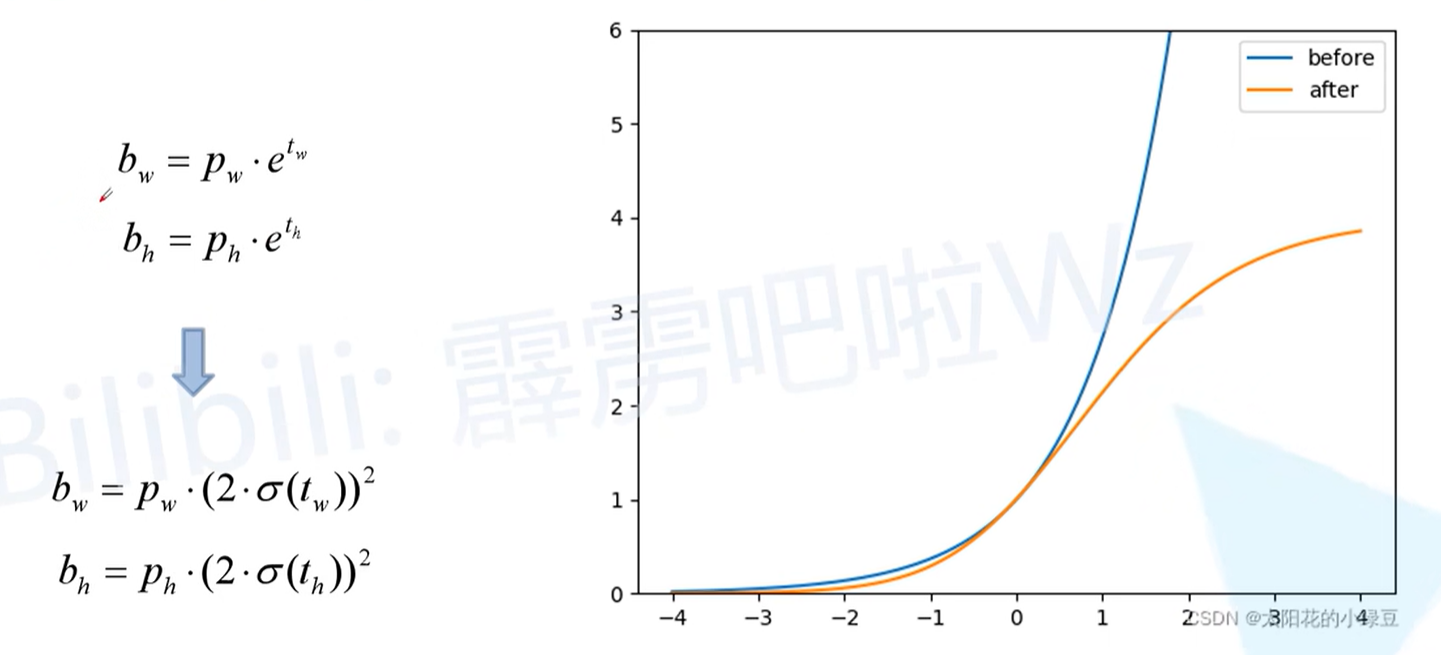 b_w = p_w · e^{t_w}
b_h = p_h · e^{t_h}
b_w = p_w · (2 · σ(t_w))^2
b_h = p_h · (2 · σ(t_h))^2
before
after
6
5
4
3
2
1
0
−4 −3 −2 −1 0 1 2 3 4
Bilibili: 霹雳吧啦Wz
CSDN @太阳花的小绿豆